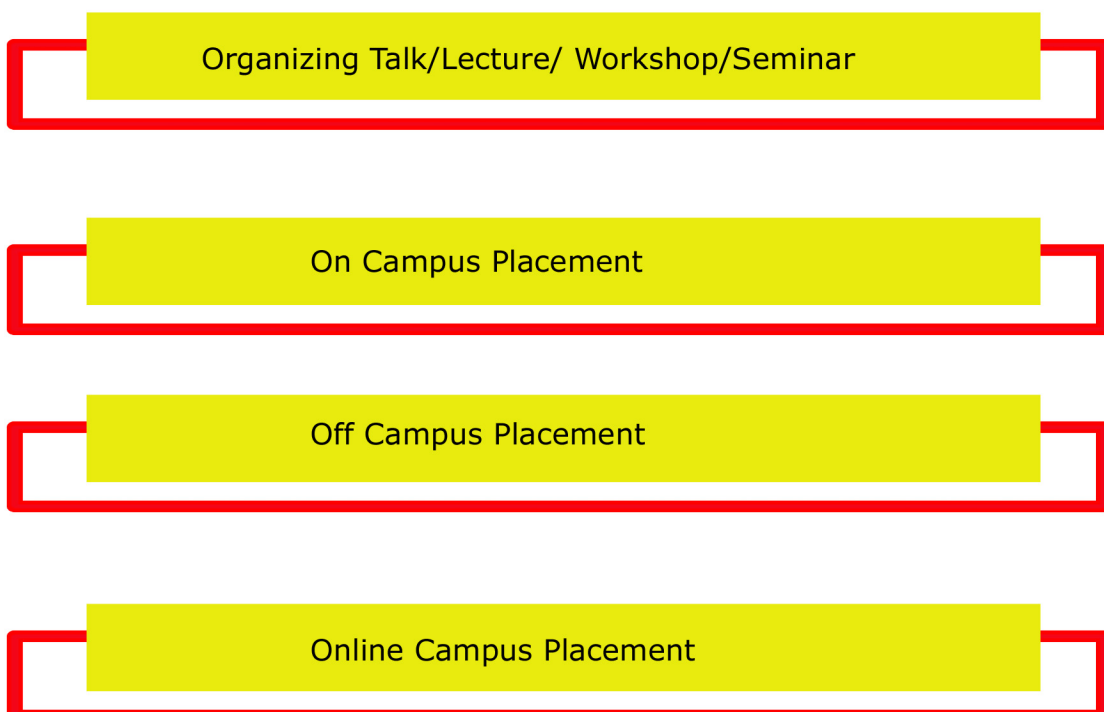 Organizing Talk/Lecture/ Workshop/Seminar
On Campus Placement
Off Campus Placement
Online Campus Placement